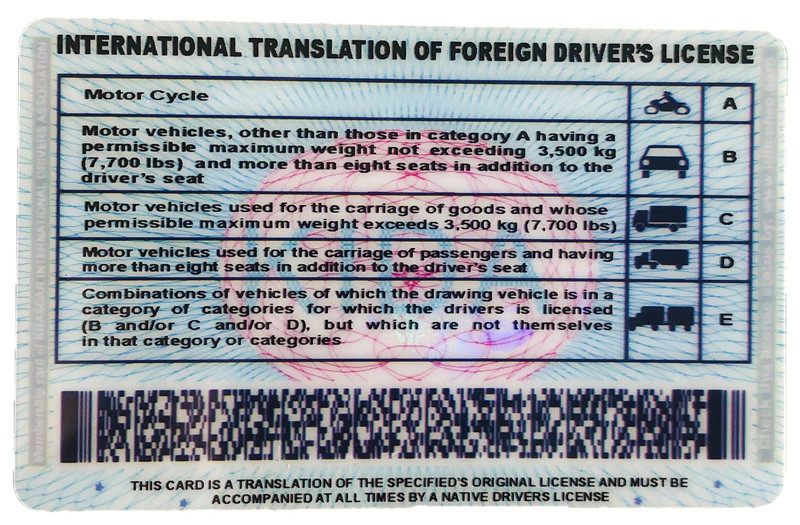 INTERNATIONAL TRANSLATION OF FOREIGN DRIVER'S LICENSE
Motor Cycle A
Motor vehicles, other than those in category A having a
permissible maximum weight not exceeding 3,500 kg
(7,700 lbs) and more than eight seats in addition to the
driver's seat
B
Motor vehicles used for the carriage of goods and whose
permissible maximum weight exceeds 3,500 kg (7.700 lbs)
C
Motor vehicles used for the carriage of passengers and having
more than eight seats in addition to the driver's seat
D
Combinations of vehicles of which the drawing vehicle is in a
category of categories for which the drivers is licensed
(B and/or C and/or D), but which are not themselves
in that category or categories
E
THIS CARD IS A TRANSLATION OF THE SPECIFIED'S ORIGINAL LICENSE AND MUST BE
ACCOMPANIED AT ALL TIMES BY A NATIVE DRIVERS LICENSE
INTERNATIONAL DRIVERS ASSOCIATION